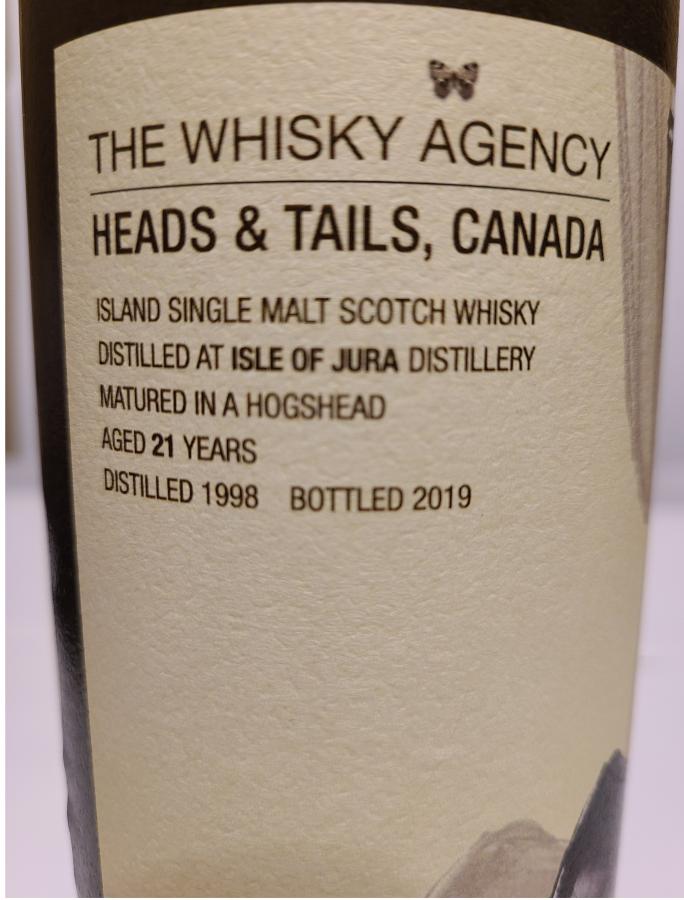 THE WHISKY AGENCY
HEADS & TAILS, CANADA
ISLAND SINGLE MALT SCOTCH WHISKY
DISTILLED AT ISLE OF JURA DISTILLERY
MATURED IN A HOGSHEAD
AGED 21 YEARS
DISTILLED 1998 BOTTLED 2019